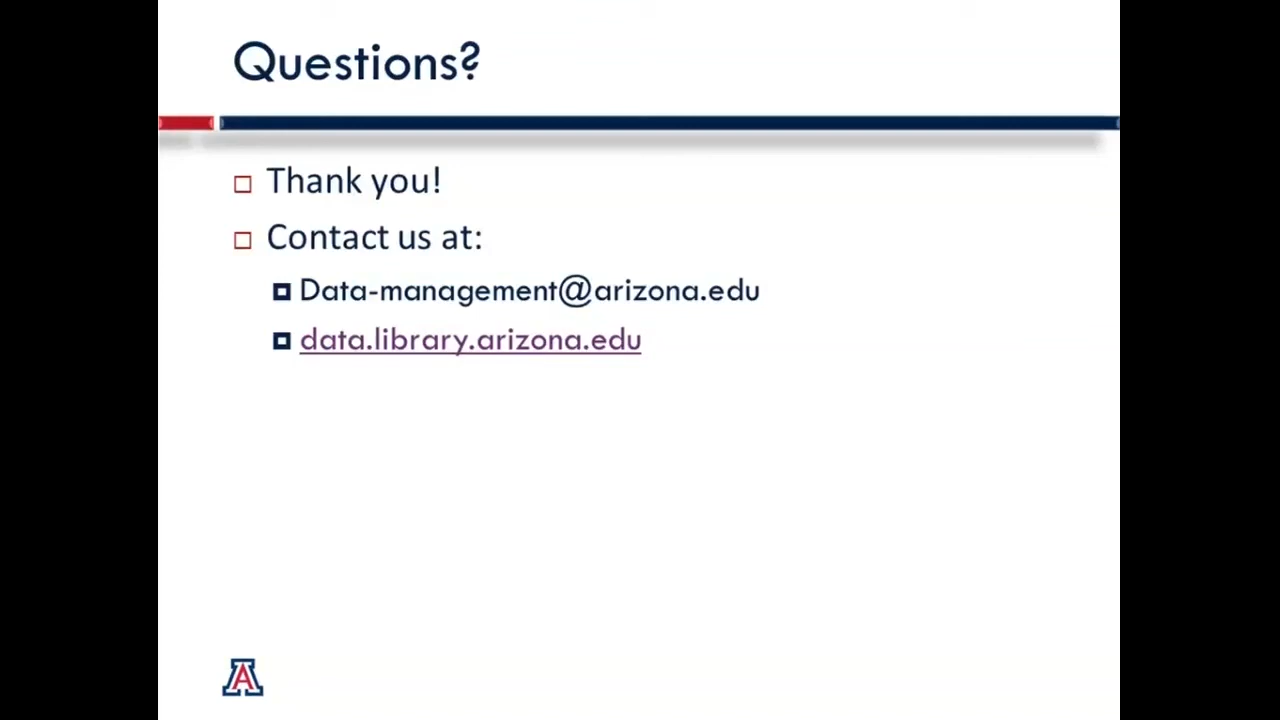 Questions?
Thank you!
Contact us at:
Data-management@arizona.edu
data.library.arizona.edu
A